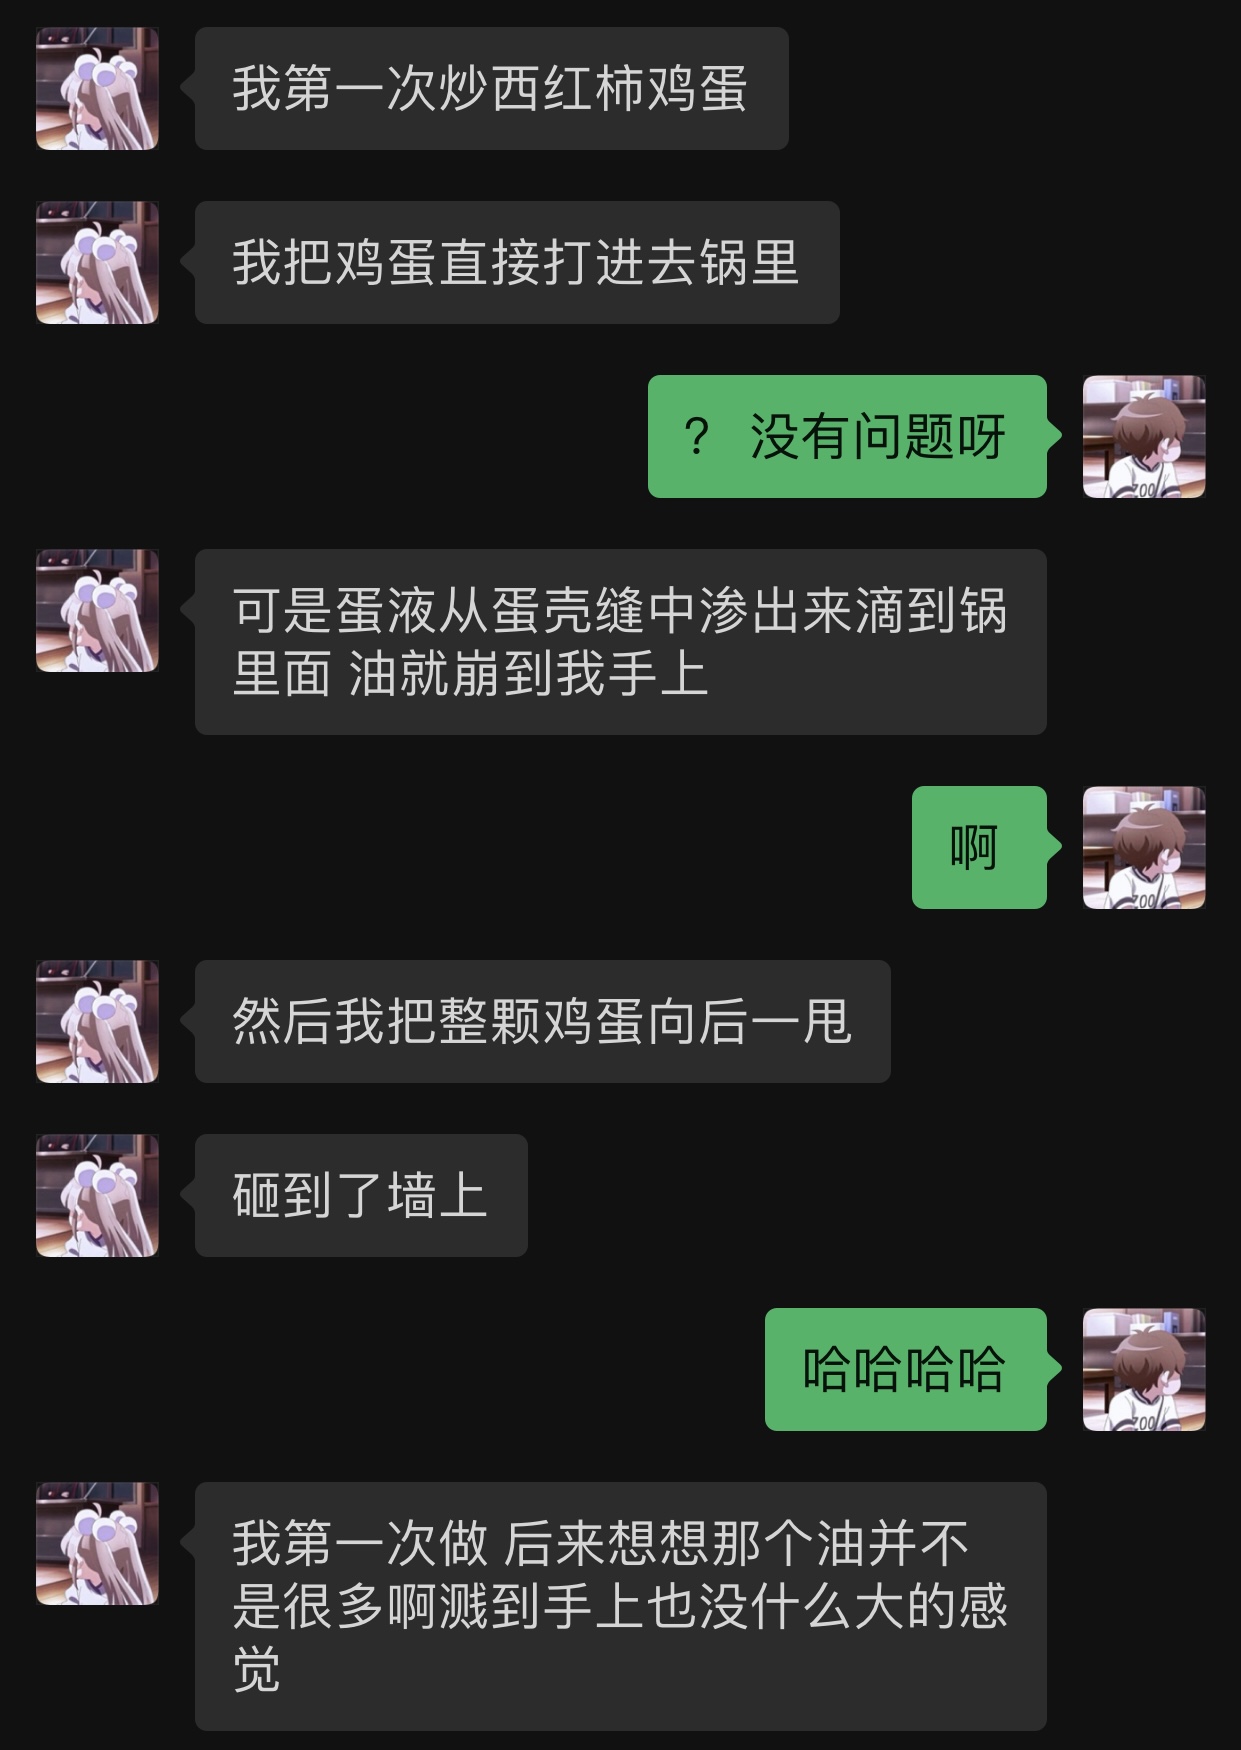 我第一次炒西红柿鸡蛋
我把鸡蛋直接打进去锅里
？ 没有问题呀
可是蛋液从蛋壳缝中渗出来滴到锅
里面 油就崩到我手上
啊
然后我把整颗鸡蛋向后一甩
砸到了墙上
哈哈哈哈
我第一次做 后来想想那个油并不
是很多啊溅到手上也没什么大的感
觉
ZOO
ZOO
ZOO